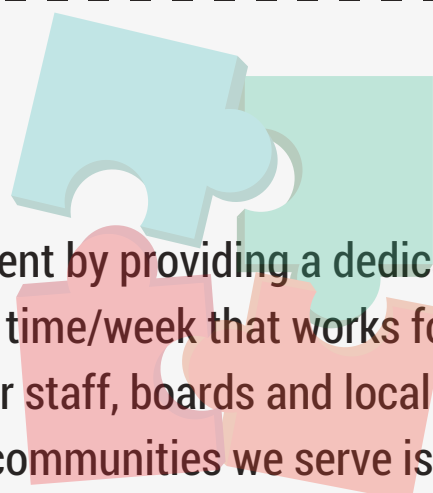 ent by providing a dedic
time/week that works fo
r staff, boards and local
communities we serve is